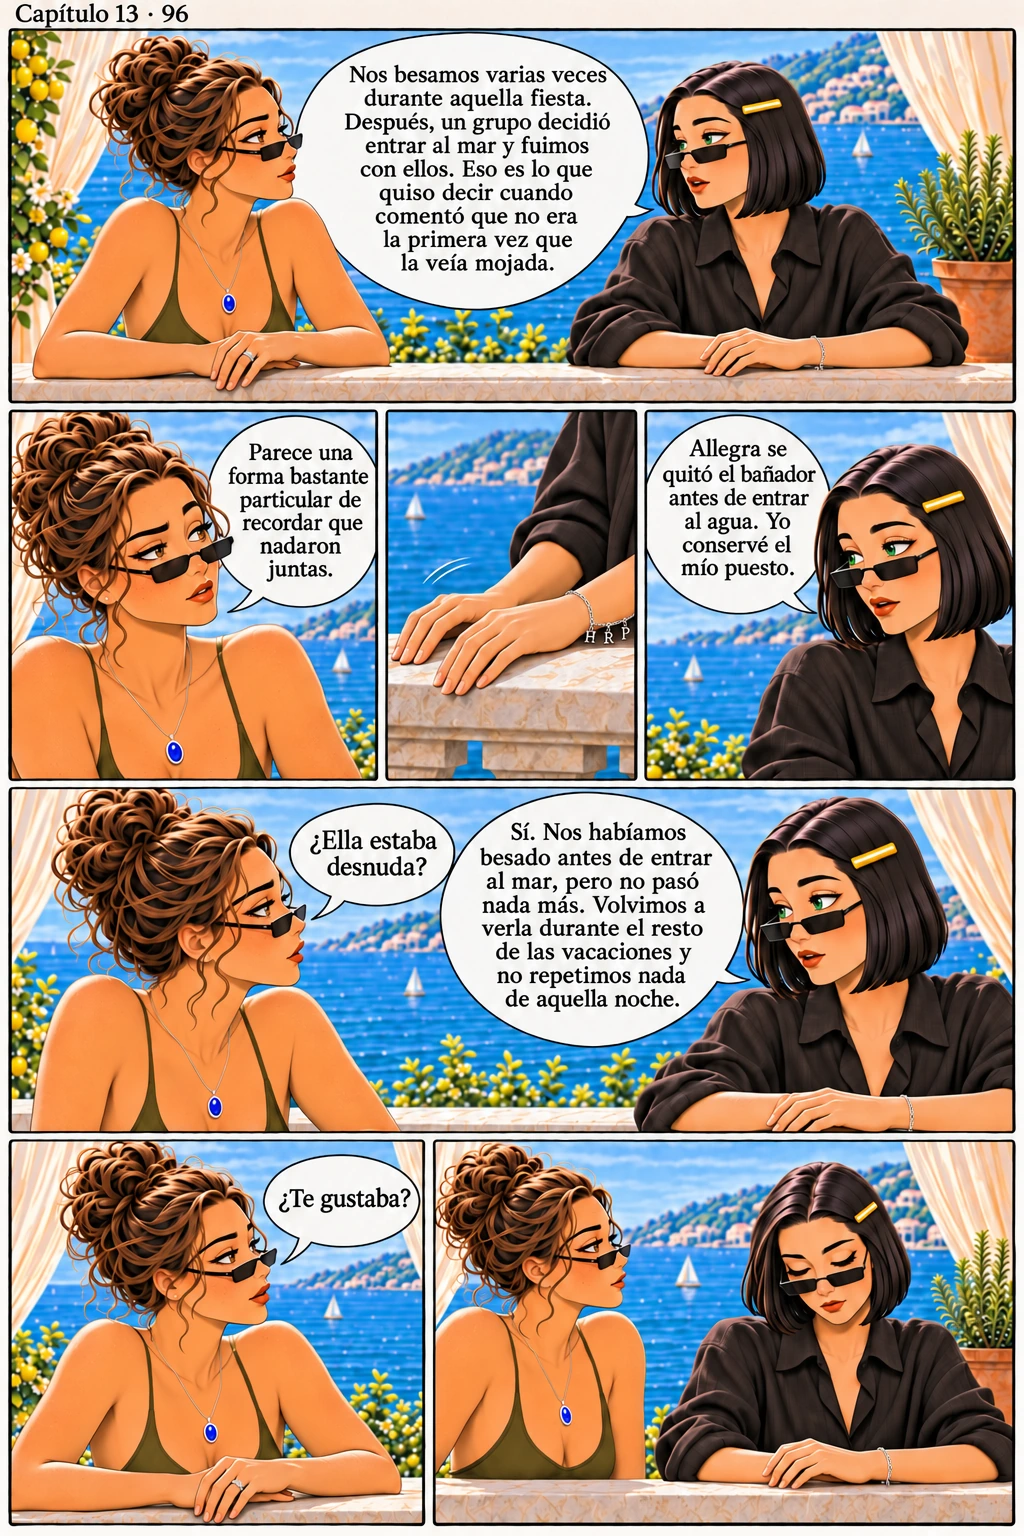 Capítulo 13 · 96
Nos besamos varias veces
durante aquella fiesta.
Después, un grupo decidió
entrar al mar y fuimos
con ellos. Eso es lo que
quiso decir cuando
comentó que no era
la primera vez que
la veía mojada.
Parece una
forma bastante
particular de
recordar que
nadaron
juntas.
H R P
Allegra se
quitó el bañador
antes de entrar
al agua. Yo
conservé el
mío puesto.
¿Ella estaba
desnuda?
Sí. Nos habíamos
besado antes de entrar
al mar, pero no pasó
nada más. Volvimos a
verla durante el resto
de las vacaciones y
no repetimos nada
de aquella noche.
¿Te gustaba?